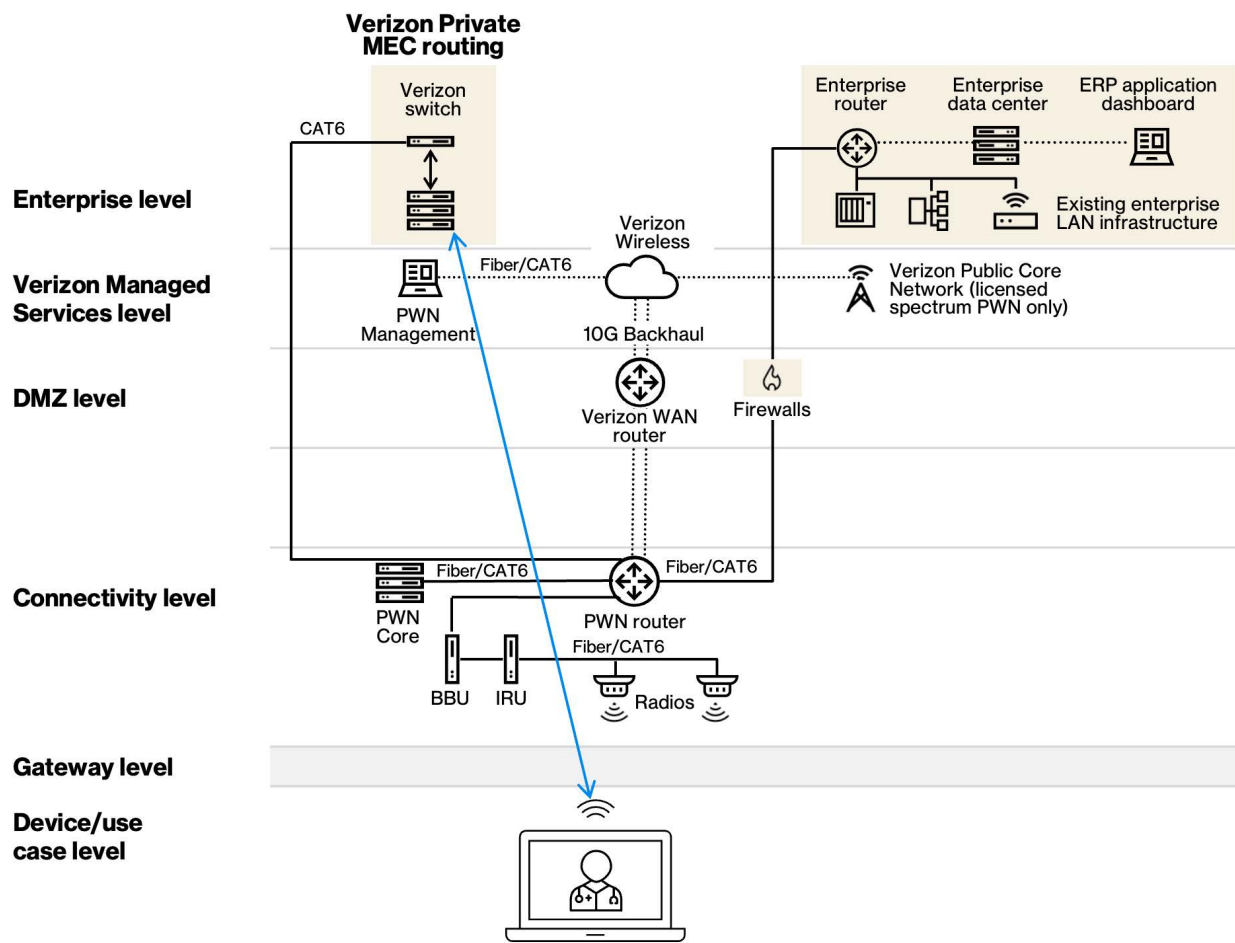 Verizon Private
MEC routing
Verizon
switch
CAT6
Enterprise
router
Enterprise
data center
ERP application
dashboard
Enterprise level
Existing enterprise
LAN infrastructure
Verizon
Wireless
Verizon Managed
Services level
Fiber/CAT6
PWN
Management
10G Backhaul
Verizon Public Core
Network (licensed
spectrum PWN only)
DMZ level
Verizon WAN
router
Firewalls
Connectivity level
Fiber/CAT6
Fiber/CAT6
PWN
Core
PWN router
Fiber/CAT6
BBU
IRU
Radios
Gateway level
Device/use
case level